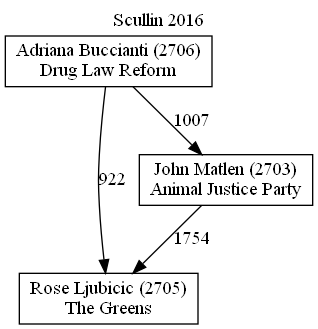 Scullin 2016
Adriana Buccianti (2706)
Drug Law Reform
1007
John Matlen (2703)
Animal Justice Party
922
1754
Rose Ljubicic (2705)
The Greens